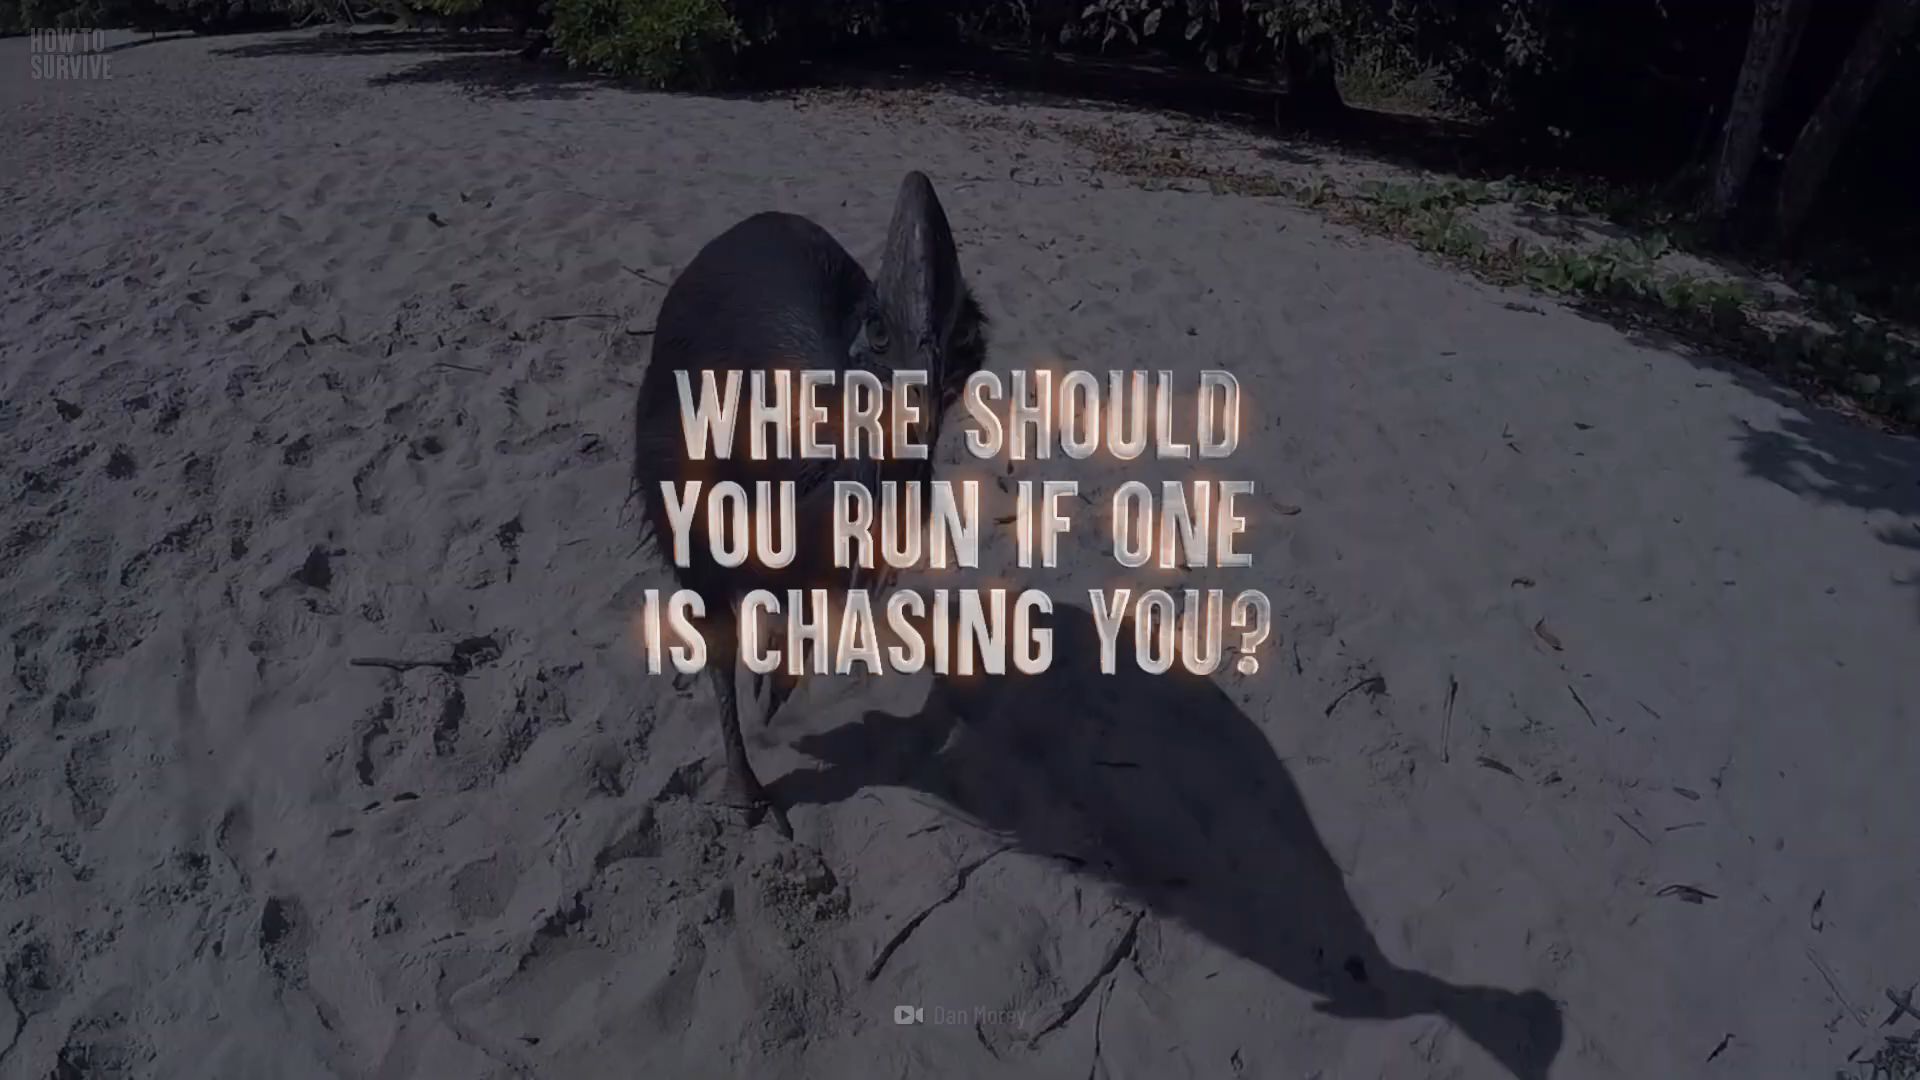 HOW TO
SURVIVE
WHERE SHOULD
YOU RUN IF ONE
IS CHASING YOU?
Dan Morey